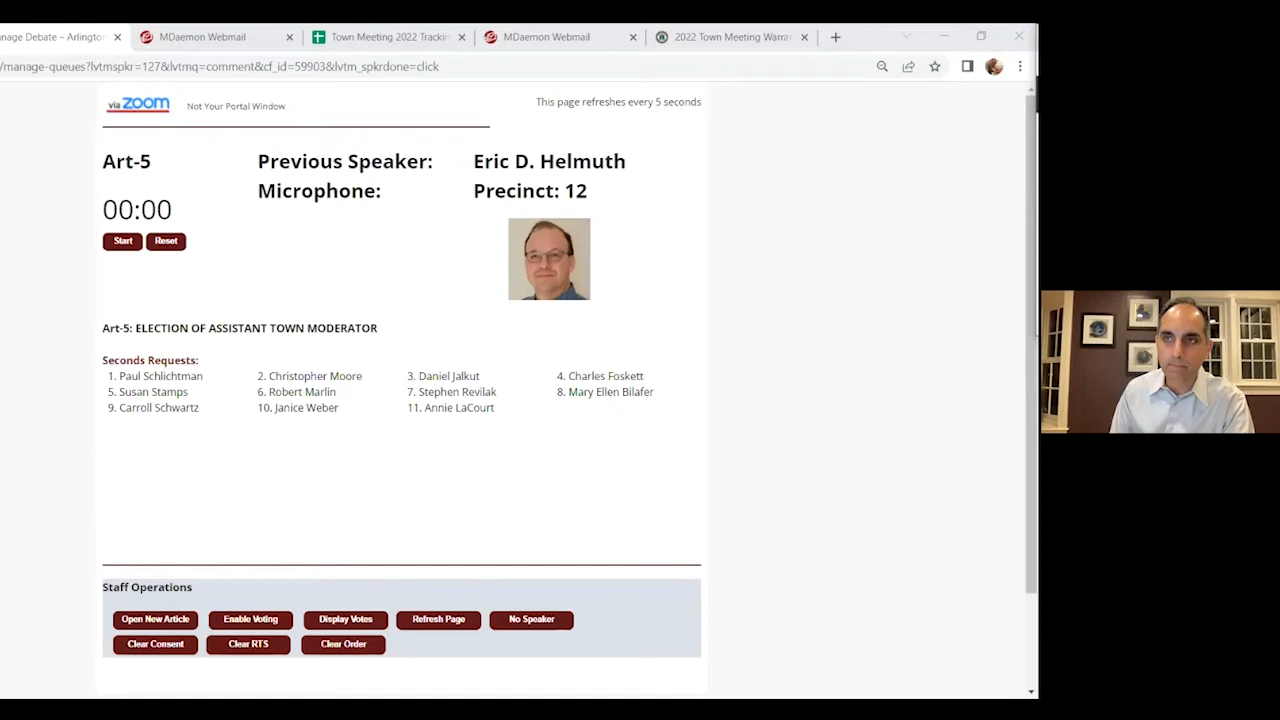 nage Debate – Arlingto
MDaemon Webmail
Town Meeting 2022 Trackin
MDaemon Webmail
2022 Town Meeting Warra
/manage-queues?lvtmspkr=127&lvtmq=comment&cf_id=59903&lvtm_spkrdone=click
via zoom Not Your Portal Window This page refreshes every 5 seconds
Art-5 Previous Speaker: Eric D. Helmuth
Microphone: Precinct: 12
00:00
Start Reset
Art-5: ELECTION OF ASSISTANT TOWN MODERATOR
Seconds Requests:
1. Paul Schlichtman 2. Christopher Moore 3. Daniel Jalkut 4. Charles Foskett
5. Susan Stamps 6. Robert Marlin 7. Stephen Revilak 8. Mary Ellen Bilafer
9. Carroll Schwartz 10. Janice Weber 11. Annie LaCourt
Staff Operations
Open New Article Enable Voting Display Votes Refresh Page No Speaker
Clear Consent Clear RTS Clear Order